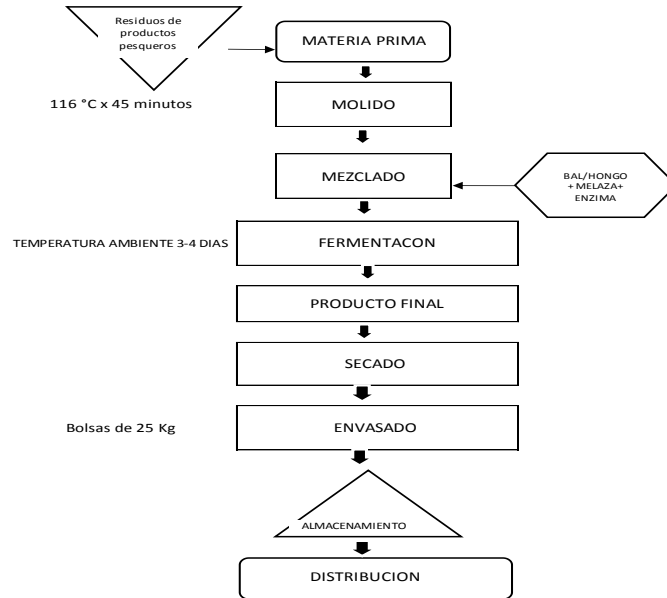 Residuos de
productos
pesqueros
MATERIA PRIMA
116 °C x 45 minutos
MOLIDO
MEZCLADO
BAL/HONGO
+ MELAZA+
ENZIMA
TEMPERATURA AMBIENTE 3-4 DIAS
FERMENTACON
PRODUCTO FINAL
SECADO
Bolsas de 25 Kg
ENVASADO
ALMACENAMIENTO
DISTRIBUCION